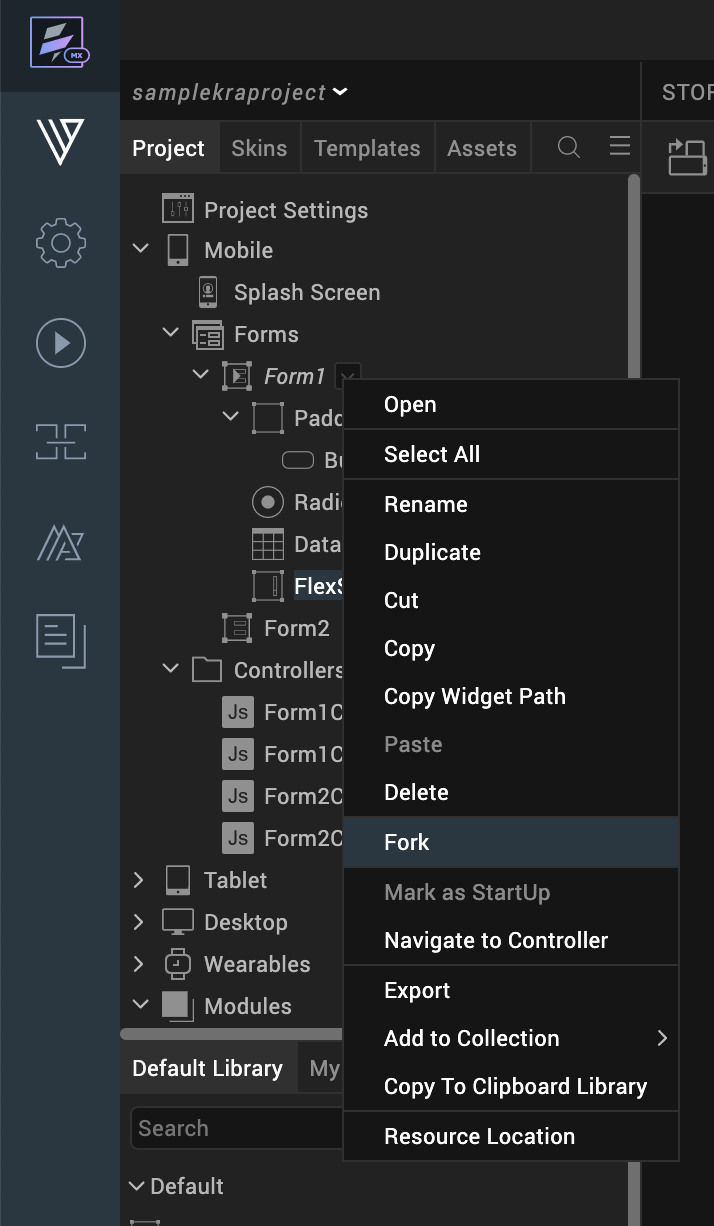 MX
samplekraproject
STOR
Project Skins Templates Assets
Project Settings
Mobile
Splash Screen
Forms
Form1
Open
Select All
Rename
Duplicate
Cut
Copy
Copy Widget Path
Paste
Delete
Fork
Mark as StartUp
Navigate to Controller
Export
Add to Collection
Copy To Clipboard Library
Resource Location
Padd
Bu
Radi
Data
FlexS
Form2
Controllers
Js Form1C
Js Form1C
Js Form2C
Js Form2C
Tablet
Desktop
Wearables
Modules
Default Library My
Search
Default